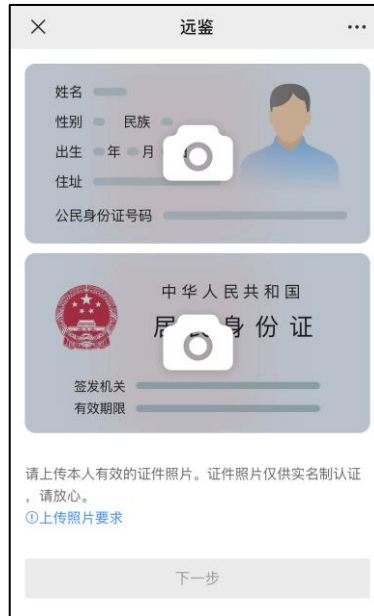 远鉴
姓名
性别 民族
出生 年 月
住址
公民身份证号码
中华人民共和国
居 身份证
签发机关
有效期限
请上传本人有效的证件照片。证件照片仅供实名制认证
，请放心。
①上传照片要求
下一步